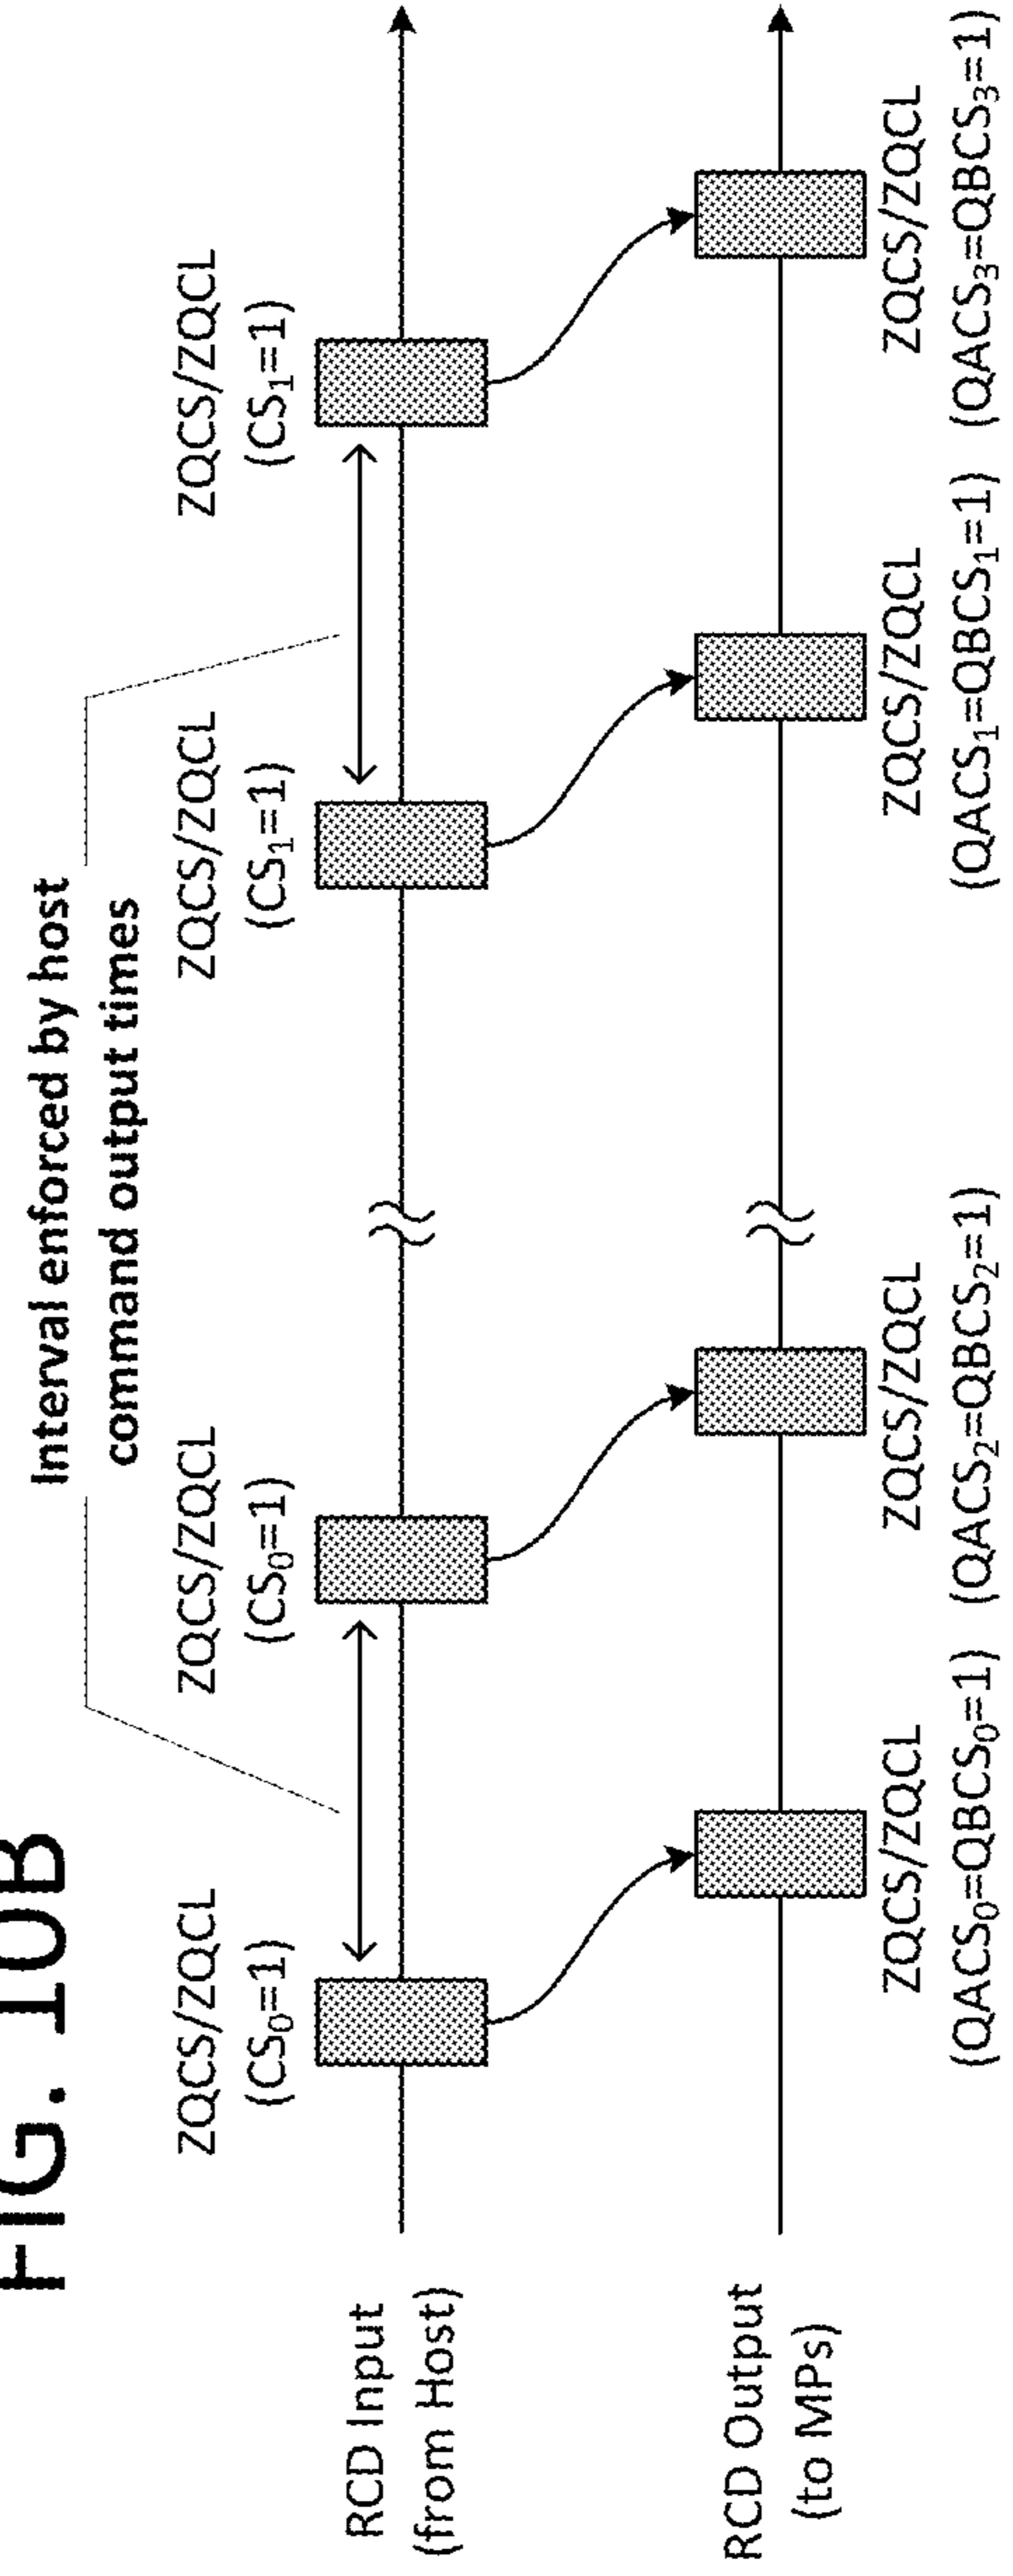 FIG. 10B
Interval enforced by host
command output times
ZQCS/ZQCL
(CS₀=1)
ZQCS/ZQCL
(CS₀=1)
ZQCS/ZQCL
(CS₁=1)
ZQCS/ZQCL
(CS₁=1)
RCD Input
(from Host)
RCD Output
(to MPs)
ZQCS/ZQCL
(QACS₀=QBCS₀=1)
ZQCS/ZQCL
(QACS₂=QBCS₂=1)
ZQCS/ZQCL
(QACS₁=QBCS₁=1)
ZQCS/ZQCL
(QACS₃=QBCS₃=1)